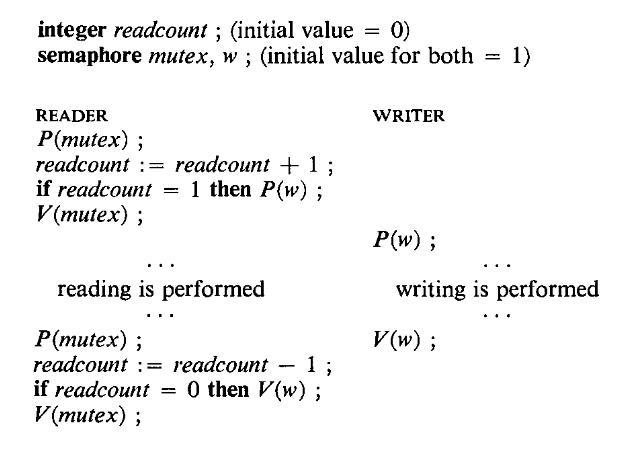 integer readcount ; (initial value = 0)
semaphore mutex, w ; (initial value for both = 1)
READER WRITER
P(mutex) ;
readcount := readcount + 1 ;
if readcount = 1 then P(w) ;
V(mutex) ;
P(w) ;
... ...
reading is performed writing is performed
... ...
P(mutex) ; V(w) ;
readcount := readcount − 1 ;
if readcount = 0 then V(w) ;
V(mutex) ;